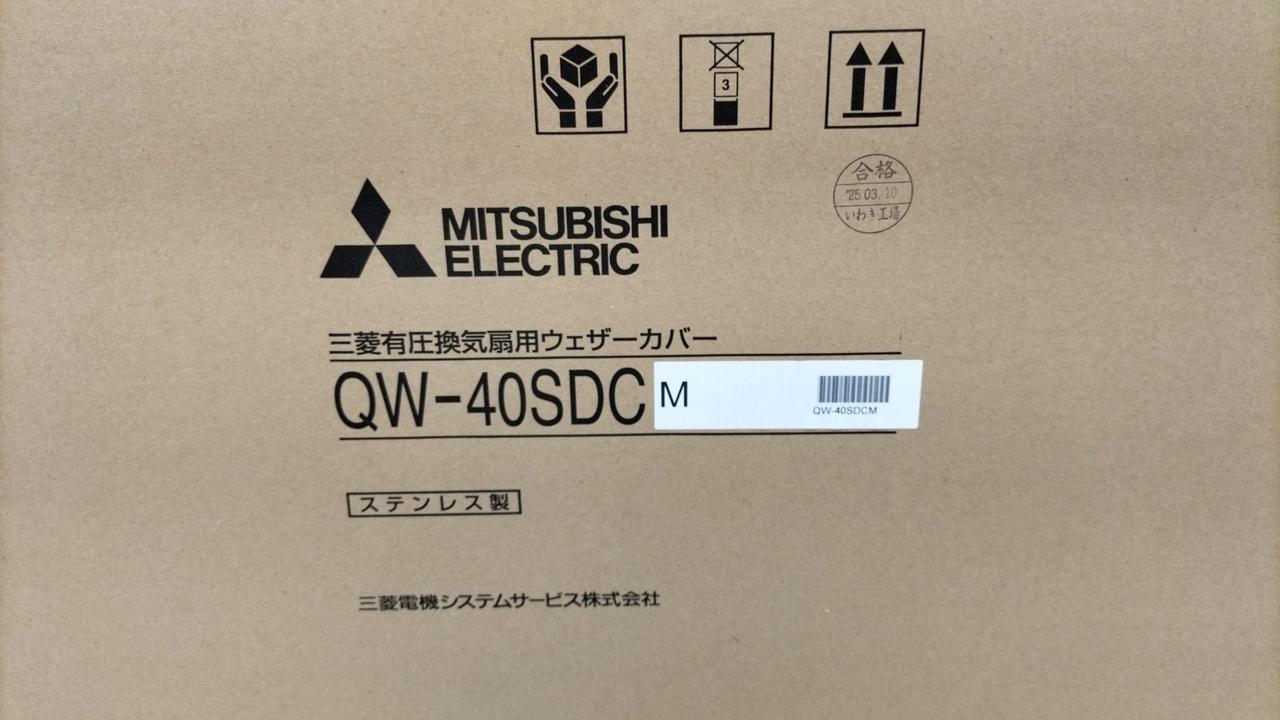 3
合格
'25.03.10
いわき工場
MITSUBISHI
ELECTRIC
三菱有圧換気扇用ウェザーカバー
QW-40SDCM
QW-40SDCM
ステンレス製
三菱電機システムサービス株式会社